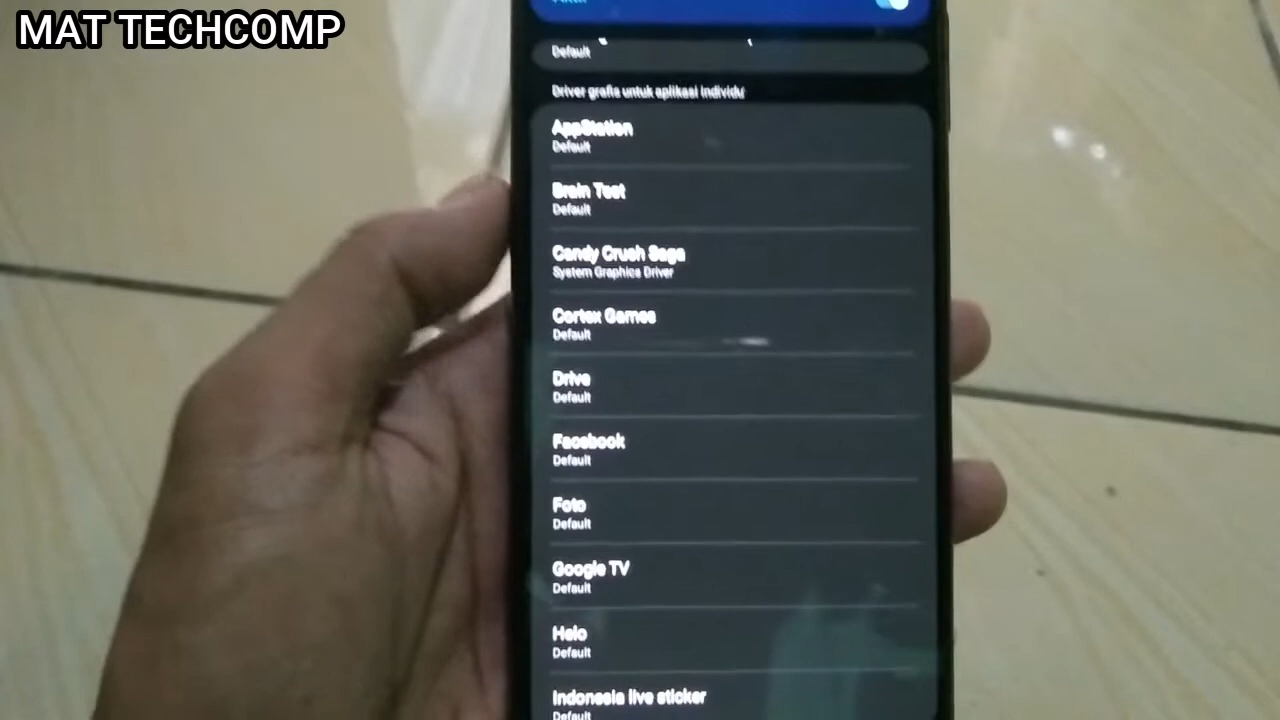 MAT TECHCOMP
Default
Driver grafis untuk aplikasi individu
AppStation
Default
Brain Test
Default
Candy Crush Saga
System Graphics Driver
Cortex Games
Default
Drive
Default
Facebook
Default
Foto
Default
Google TV
Default
Helo
Default
Indonesia live sticker
Default